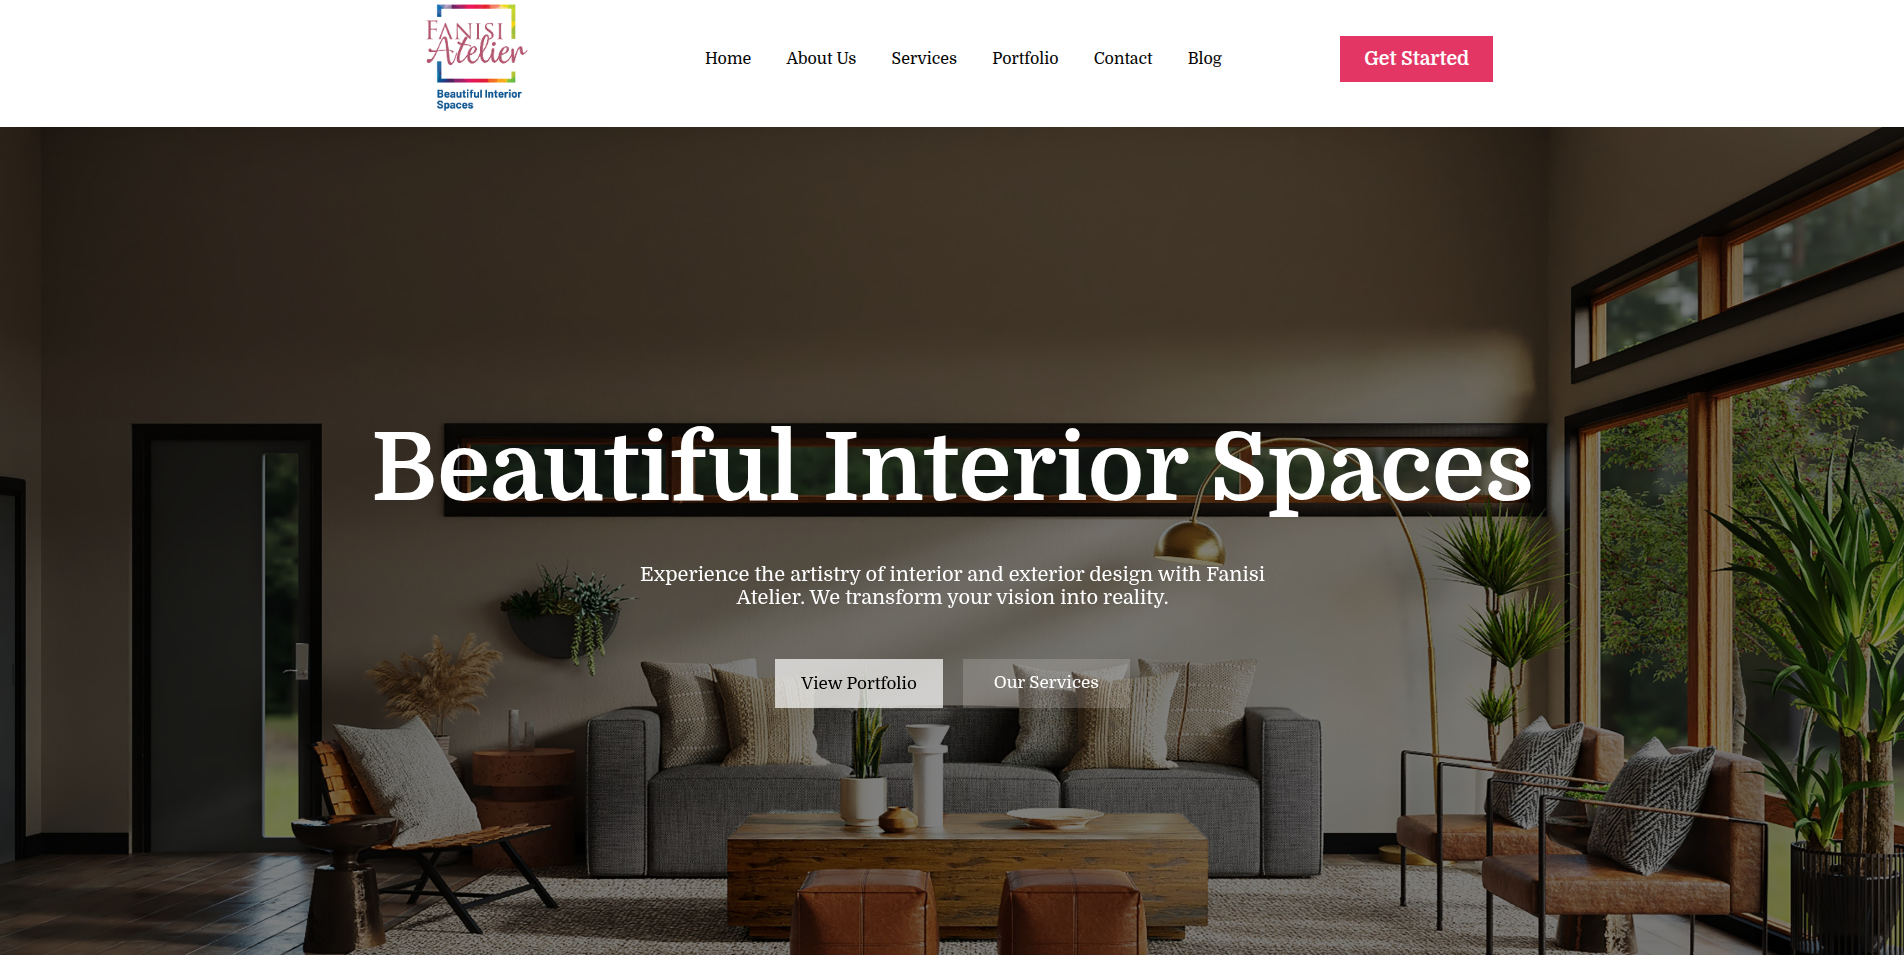 FANISI
Atelier
Beautiful Interior
Spaces
Home About Us Services Portfolio Contact Blog
Get Started
Beautiful Interior Spaces
Experience the artistry of interior and exterior design with Fanisi
Atelier. We transform your vision into reality.
View Portfolio
Our Services